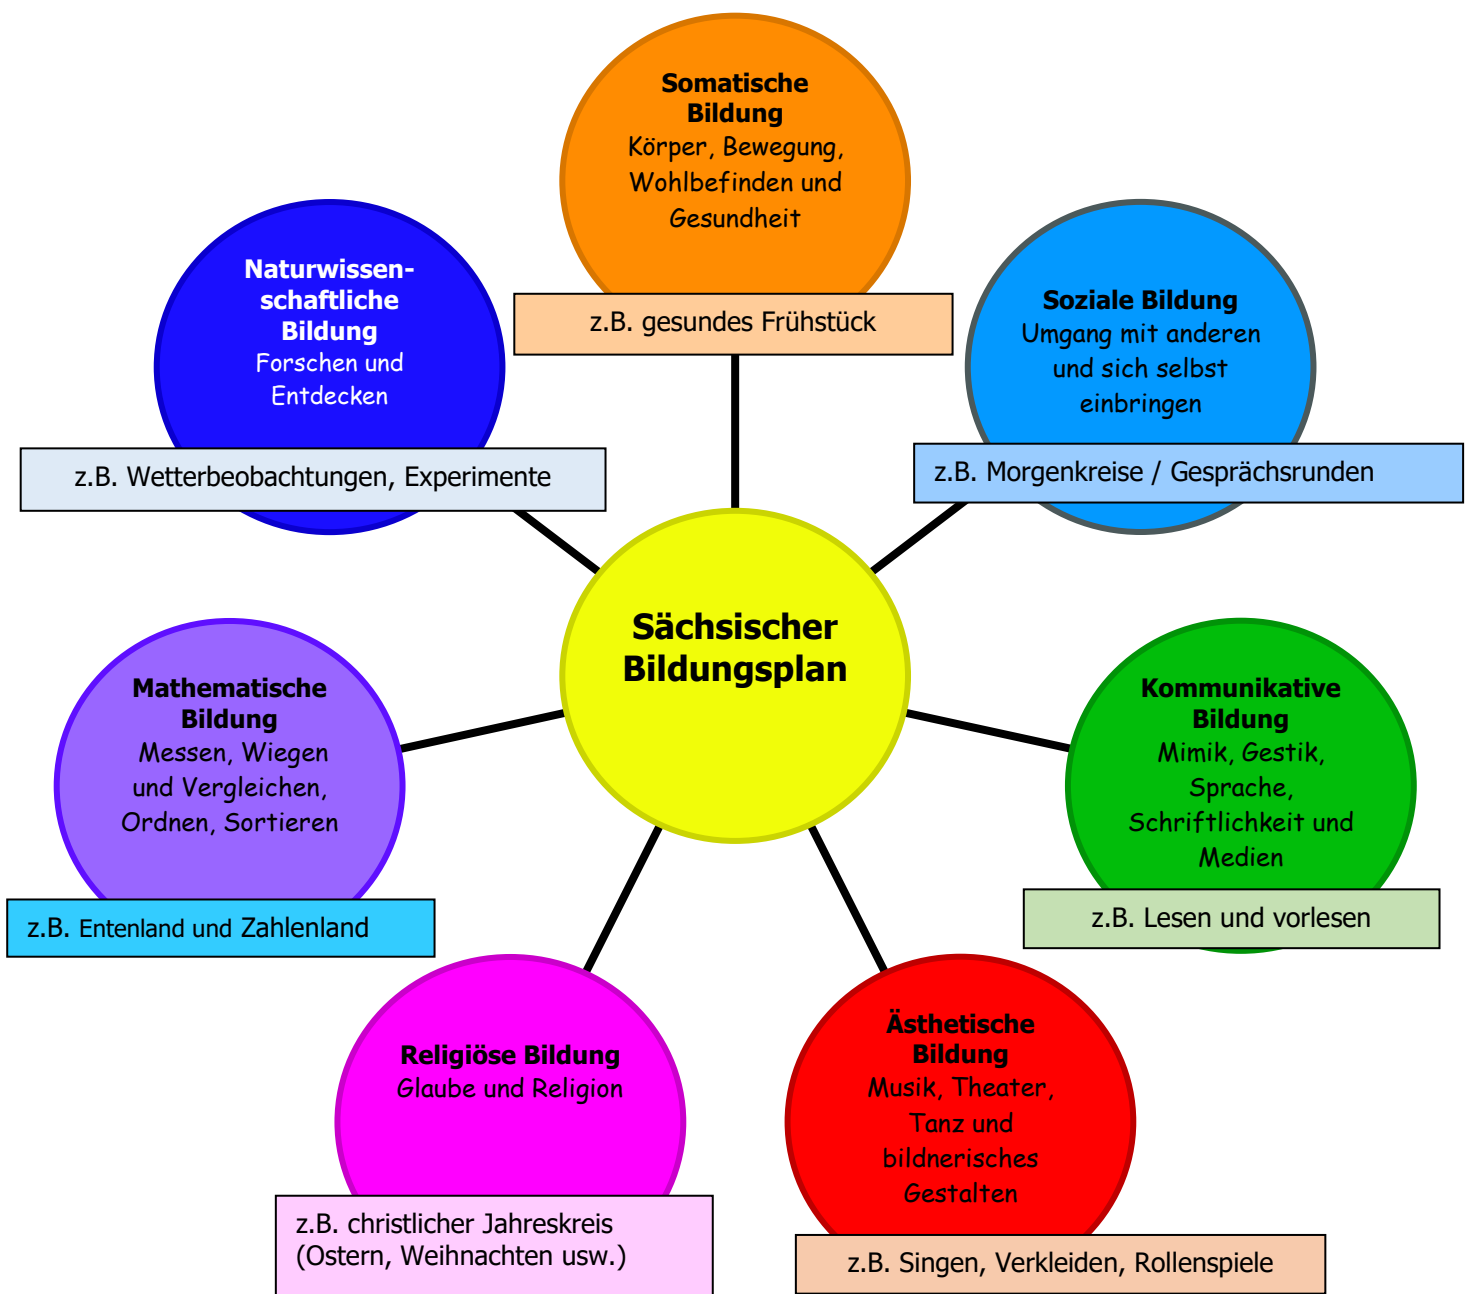 Somatische
Bildung
Körper, Bewegung,
Wohlbefinden und
Gesundheit
z.B. gesundes Frühstück
Naturwissen-
schaftliche
Bildung
Forschen und
Entdecken
z.B. Wetterbeobachtungen, Experimente
Soziale Bildung
Umgang mit anderen
und sich selbst
einbringen
z.B. Morgenkreise / Gesprächsrunden
Sächsischer
Bildungsplan
Mathematische
Bildung
Messen, Wiegen
und Vergleichen,
Ordnen, Sortieren
z.B. Entenland und Zahlenland
Kommunikative
Bildung
Mimik, Gestik,
Sprache,
Schriftlichkeit und
Medien
z.B. Lesen und vorlesen
Religiöse Bildung
Glaube und Religion
z.B. christlicher Jahreskreis
(Ostern, Weihnachten usw.)
Ästhetische
Bildung
Musik, Theater,
Tanz und
bildnerisches
Gestalten
z.B. Singen, Verkleiden, Rollenspiele